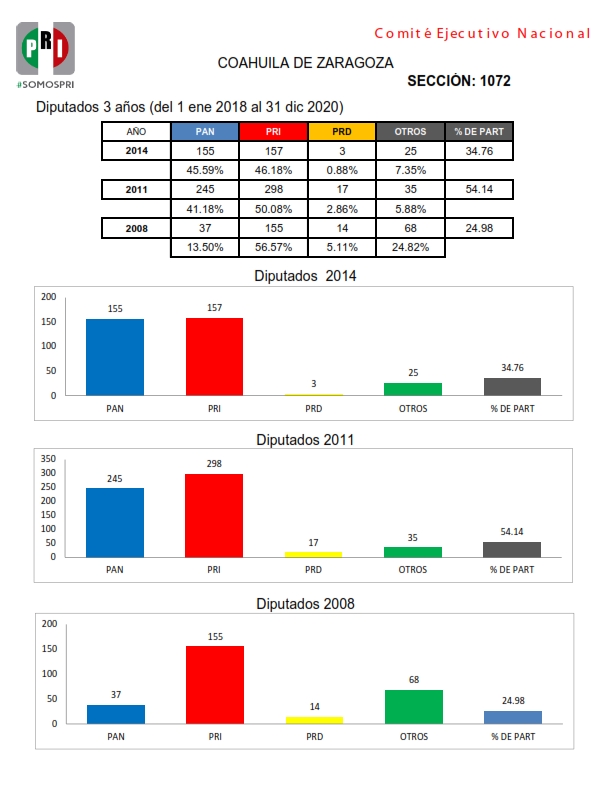 Comité Ejecutivo Nacional
PRI
#SOMOSPRI
COAHUILA DE ZARAGOZA
SECCIÓN: 1072
Diputados 3 años (del 1 ene 2018 al 31 dic 2020)
AÑO PAN PRI PRD OTROS % DE PART
2014 155 157 3 25 34.76
45.59% 46.18% 0.88% 7.35%
2011 245 298 17 35 54.14
41.18% 50.08% 2.86% 5.88%
2008 37 155 14 68 24.98
13.50% 56.57% 5.11% 24.82%
Diputados 2014
200
150
100
50
0
155 157 3 25 34.76
PAN PRI PRD OTROS % DE PART
Diputados 2011
350
300
250
200
150
100
50
0
245 298 17 35 54.14
PAN PRI PRD OTROS % DE PART
Diputados 2008
200
150
100
50
0
37 155 14 68 24.98
PAN PRI PRD OTROS % DE PART